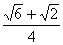 (√6 + √2)/4